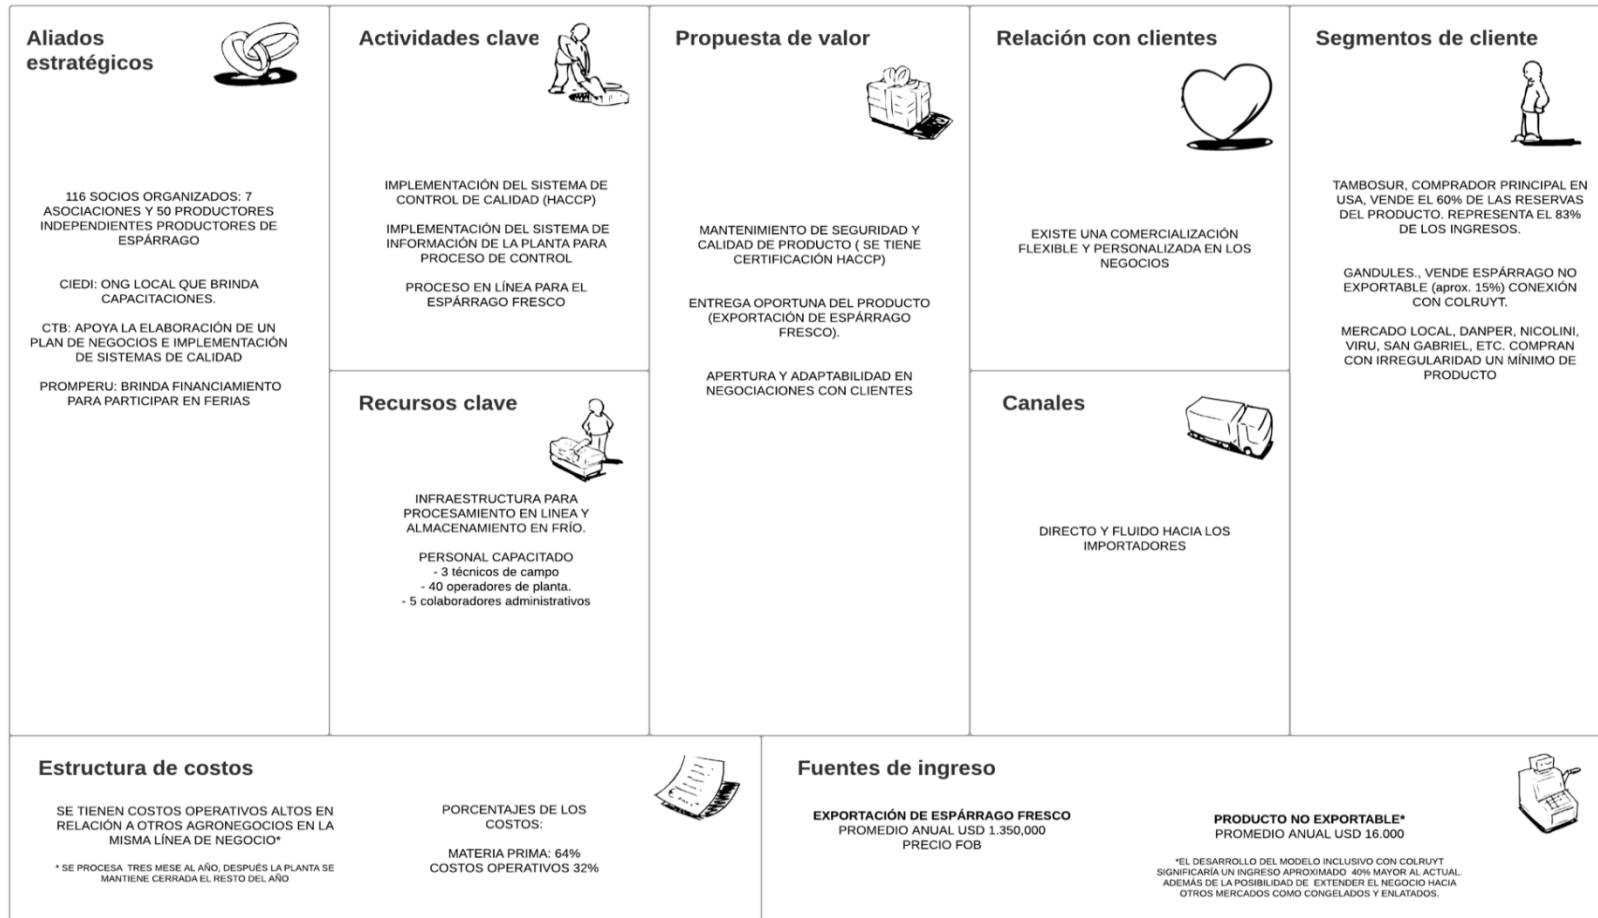 Aliados
estratégicos
116 SOCIOS ORGANIZADOS: 7
ASOCIACIONES Y 50 PRODUCTORES
INDEPENDIENTES PRODUCTORES DE
ESPÁRRAGO
CIEDI: ONG LOCAL QUE BRINDA
CAPACITACIONES.
CTB: APOYA LA ELABORACIÓN DE UN
PLAN DE NEGOCIOS E IMPLEMENTACIÓN
DE SISTEMAS DE CALIDAD
PROMPERU: BRINDA FINANCIAMIENTO
PARA PARTICIPAR EN FERIAS
Actividades clave
IMPLEMENTACIÓN DEL SISTEMA DE
CONTROL DE CALIDAD (HACCP)
IMPLEMENTACIÓN DEL SISTEMA DE
INFORMACIÓN DE LA PLANTA PARA
PROCESO DE CONTROL
PROCESO EN LÍNEA PARA EL
ESPÁRRAGO FRESCO
Recursos clave
INFRAESTRUCTURA PARA
PROCESAMIENTO EN LINEA Y
ALMACENAMIENTO EN FRÍO.
PERSONAL CAPACITADO
- 3 técnicos de campo
- 40 operadores de planta.
- 5 colaboradores administrativos
Propuesta de valor
MANTENIMIENTO DE SEGURIDAD Y
CALIDAD DE PRODUCTO ( SE TIENE
CERTIFICACIÓN HACCP)
ENTREGA OPORTUNA DEL PRODUCTO
(EXPORTACIÓN DE ESPÁRRAGO
FRESCO).
APERTURA Y ADAPTABILIDAD EN
NEGOCIACIONES CON CLIENTES
Relación con clientes
EXISTE UNA COMERCIALIZACIÓN
FLEXIBLE Y PERSONALIZADA EN LOS
NEGOCIOS
Canales
DIRECTO Y FLUIDO HACIA LOS
IMPORTADORES
Segmentos de cliente
TAMBOSUR, COMPRADOR PRINCIPAL EN
USA, VENDE EL 60% DE LAS RESERVAS
DEL PRODUCTO. REPRESENTA EL 83%
DE LOS INGRESOS.
GANDULES., VENDE ESPÁRRAGO NO
EXPORTABLE (aprox. 15%) CONEXIÓN
CON COLRUYT.
MERCADO LOCAL, DANPER, NICOLINI,
VIRU, SAN GABRIEL, ETC. COMPRAN
CON IRREGULARIDAD UN MÍNIMO DE
PRODUCTO
Estructura de costos
SE TIENEN COSTOS OPERATIVOS ALTOS EN
RELACIÓN A OTROS AGRONEGOCIOS EN LA
MISMA LÍNEA DE NEGOCIO*
* SE PROCESA TRES MESE AL AÑO, DESPUÉS LA PLANTA SE
MANTIENE CERRADA EL RESTO DEL AÑO
PORCENTAJES DE LOS
COSTOS:
MATERIA PRIMA: 64%
COSTOS OPERATIVOS 32%
Fuentes de ingreso
EXPORTACIÓN DE ESPÁRRAGO FRESCO
PROMEDIO ANUAL USD 1.350,000
PRECIO FOB
PRODUCTO NO EXPORTABLE*
PROMEDIO ANUAL USD 16.000
*EL DESARROLLO DEL MODELO INCLUSIVO CON COLRUYT
SIGNIFICARÍA UN INGRESO APROXIMADO 40% MAYOR AL ACTUAL.
ADEMÁS DE LA POSIBILIDAD DE EXTENDER EL NEGOCIO HACIA
OTROS MERCADOS COMO CONGELADOS Y ENLATADOS.